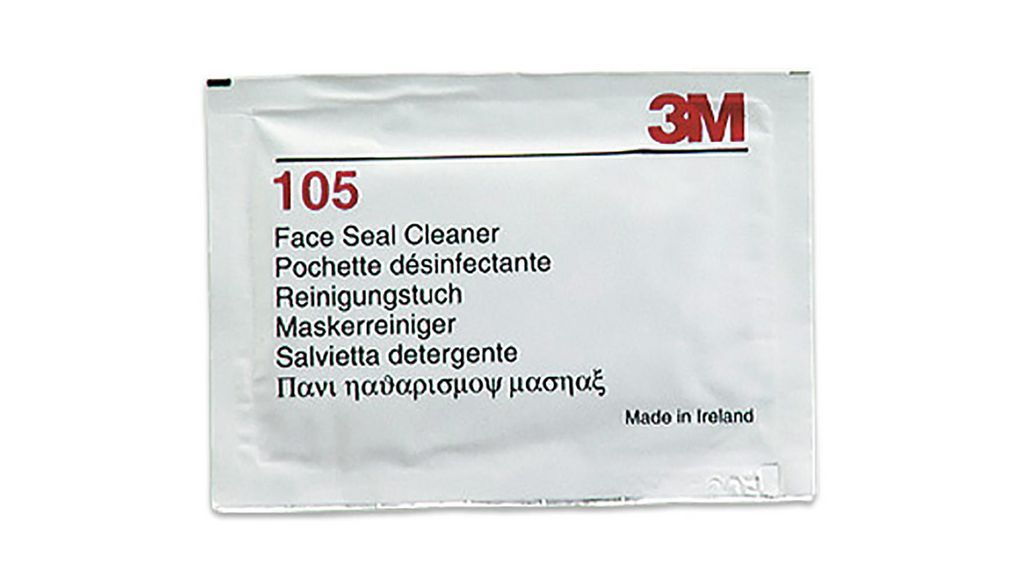 3M
105
Face Seal Cleaner
Pochette désinfectante
Reinigungstuch
Maskerreiniger
Salvietta detergente
Πανι ηαϑαρισμοψ μασηαξ
Made in Ireland